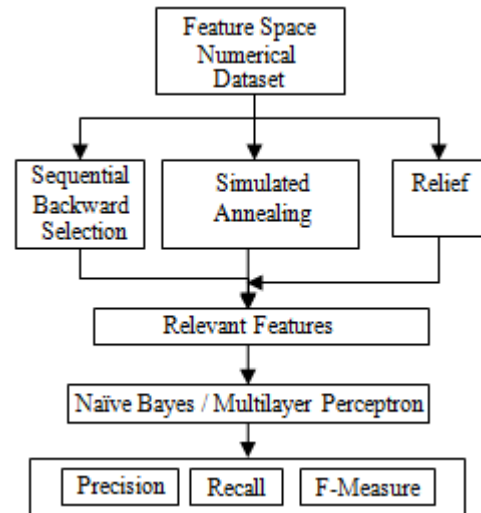 Feature Space
Numerical
Dataset
Sequential
Backward
Selection
Simulated
Annealing
Relief
Relevant Features
Naïve Bayes / Multilayer Perceptron
Precision
Recall
F-Measure